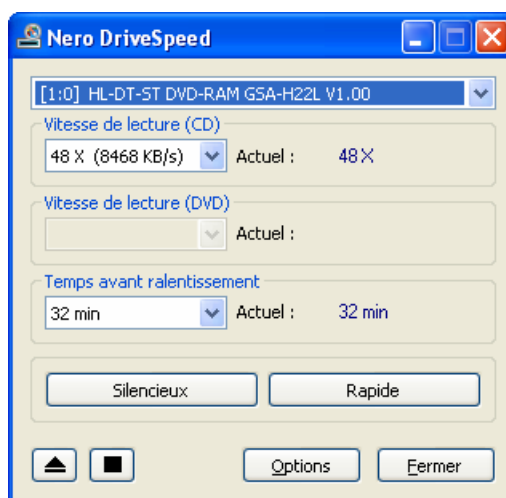 Nero DriveSpeed
[1:0] HL-DT-ST DVD-RAM GSA-H22L V1.00
Vitesse de lecture (CD)
48 X (8468 KB/s) Actuel : 48 X
Vitesse de lecture (DVD)
Actuel :
Temps avant ralentissement
32 min Actuel : 32 min
Silencieux Rapide
Options Fermer